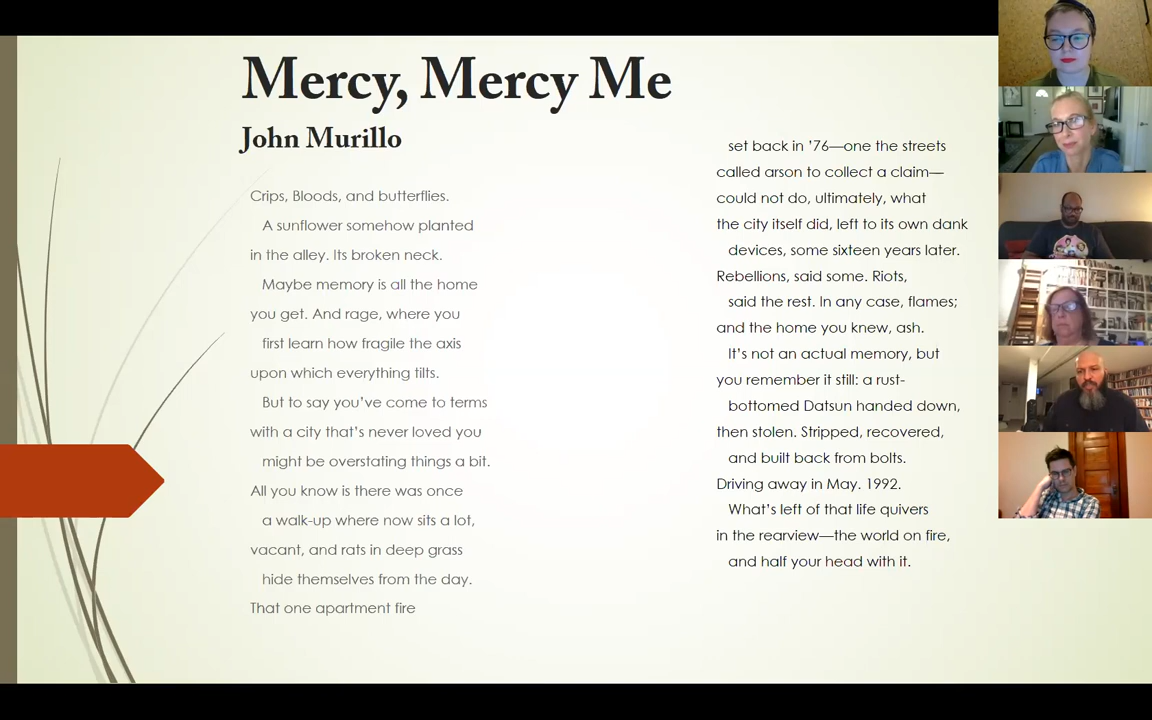 Mercy, Mercy Me
John Murillo
Crips, Bloods, and butterflies.
A sunflower somehow planted
in the alley. Its broken neck.
Maybe memory is all the home
you get. And rage, where you
first learn how fragile the axis
upon which everything tilts.
But to say you’ve come to terms
with a city that’s never loved you
might be overstating things a bit.
All you know is there was once
a walk-up where now sits a lot,
vacant, and rats in deep grass
hide themselves from the day.
That one apartment fire
set back in ’76—one the streets
called arson to collect a claim—
could not do, ultimately, what
the city itself did, left to its own dank
devices, some sixteen years later.
Rebellions, said some. Riots,
said the rest. In any case, flames;
and the home you knew, ash.
It’s not an actual memory, but
you remember it still: a rust-
bottomed Datsun handed down,
then stolen. Stripped, recovered,
and built back from bolts.
Driving away in May. 1992.
What’s left of that life quivers
in the rearview—the world on fire,
and half your head with it.